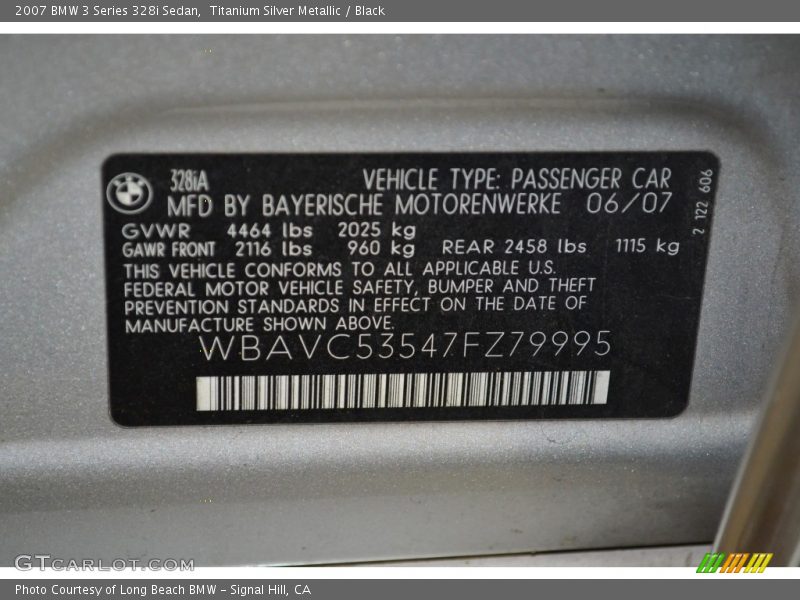 2007 BMW 3 Series 328i Sedan,  Titanium Silver Metallic / Black
328iA VEHICLE TYPE: PASSENGER CAR
MFD BY BAYERISCHE MOTORENWERKE 06/07
GVWR 4464 lbs 2025 kg
GAWR FRONT 2116 lbs 960 kg REAR 2458 lbs 1115 kg
THIS VEHICLE CONFORMS TO ALL APPLICABLE U.S.
FEDERAL MOTOR VEHICLE SAFETY, BUMPER AND THEFT
PREVENTION STANDARDS IN EFFECT ON THE DATE OF
MANUFACTURE SHOWN ABOVE.
WBAVC53547FZ79995
2 122 606
BMW
GTCARLOT.COM
Photo Courtesy of Long Beach BMW - Signal Hill, CA